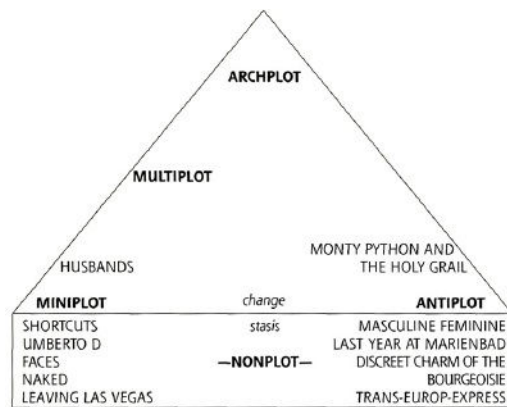 ARCHPLOT
MULTIPLOT
HUSBANDS
MONTY PYTHON AND
THE HOLY GRAIL
MINIPLOT
change
ANTIPLOT
SHORTCUTS
UMBERTO D
FACES
NAKED
LEAVING LAS VEGAS
stasis
—NONPLOT—
MASCULINE FEMININE
LAST YEAR AT MARIENBAD
DISCREET CHARM OF THE
BOURGEOISIE
TRANS-EUROP-EXPRESS